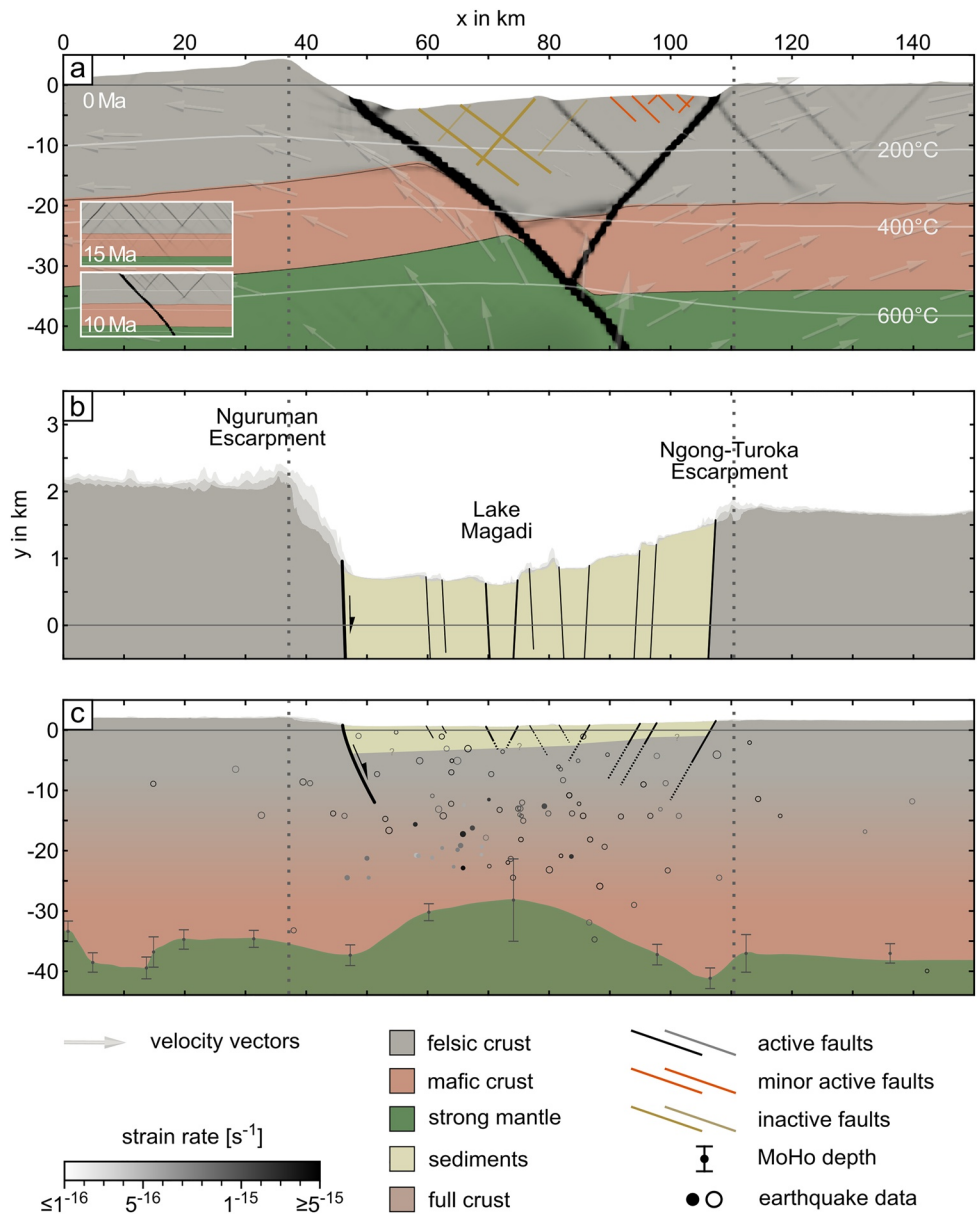 x in km
0 20 40 60 80 100 120 140
a
0
0 Ma
-10
200°C
-20
400°C
15 Ma
-30
600°C
10 Ma
-40
b
3
Nguruman
Escarpment
Ngong-Turoka
Escarpment
2
Lake
Magadi
y in km
1
0
c
0
? ? ?
-10
-20
-30
-40
velocity vectors
felsic crust
active faults
mafic crust
minor active faults
strong mantle
inactive faults
strain rate [s-1]
sediments
MoHo depth
≤1-16 5-16 1-15 ≥5-15
full crust
earthquake data